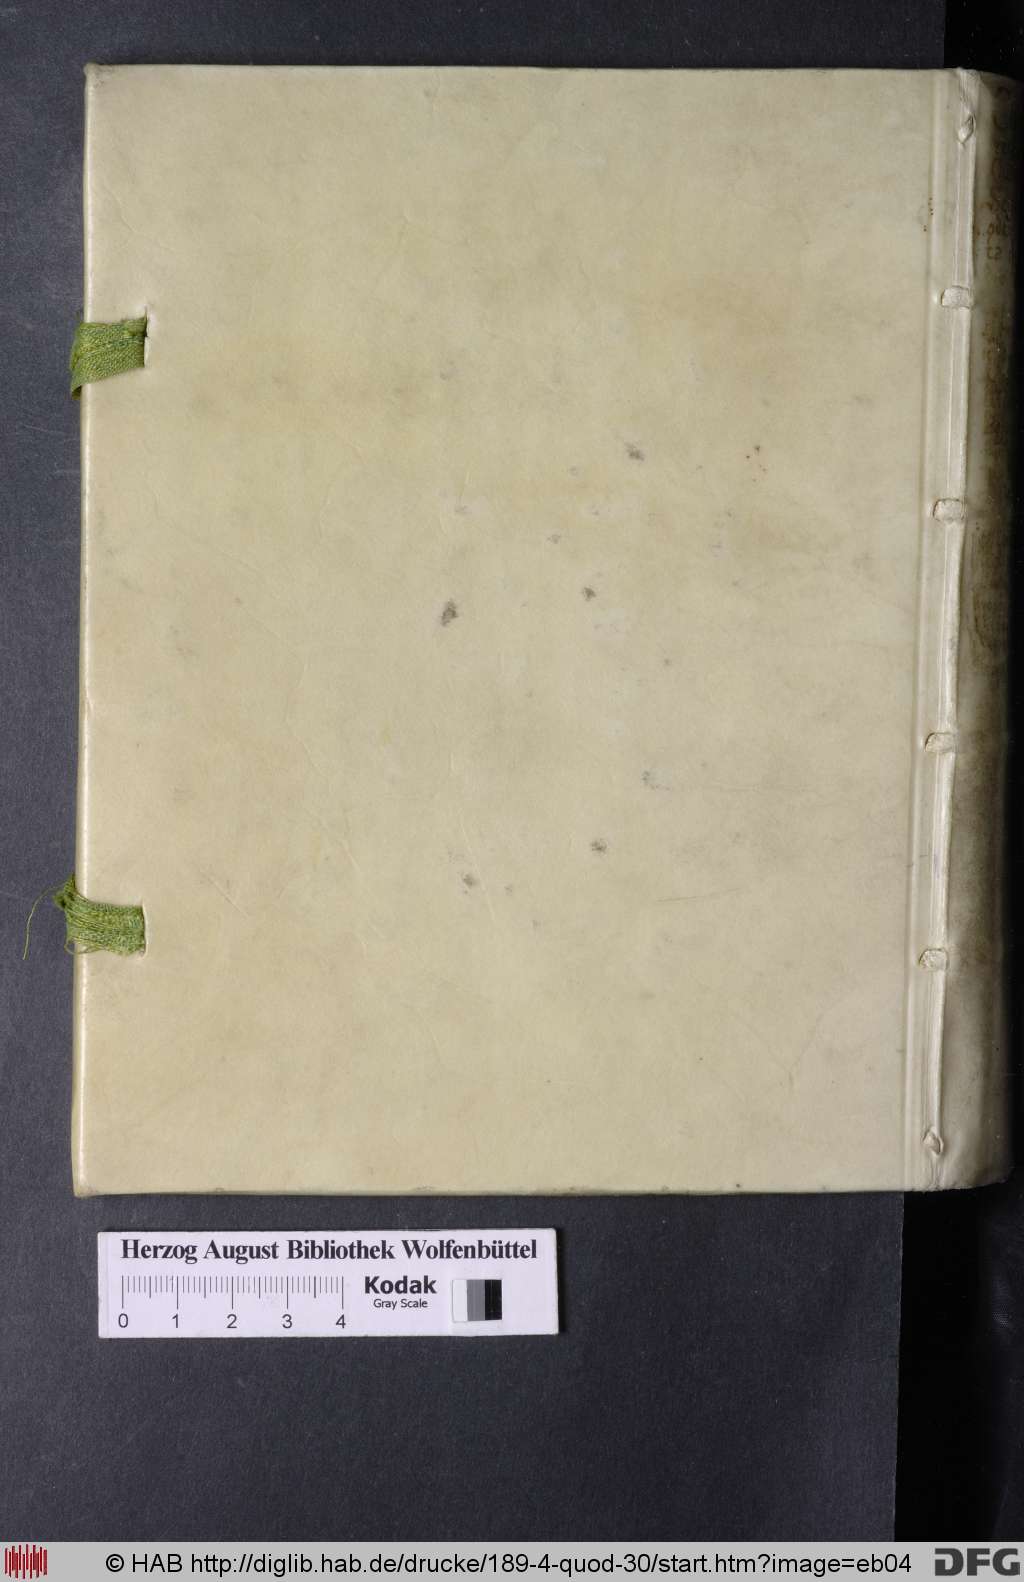 Herzog August Bibliothek Wolfenbüttel
Kodak
Gray Scale
0 1 2 3 4
© HAB http://diglib.hab.de/drucke/189-4-quod-30/start.htm?image=eb04
DFG